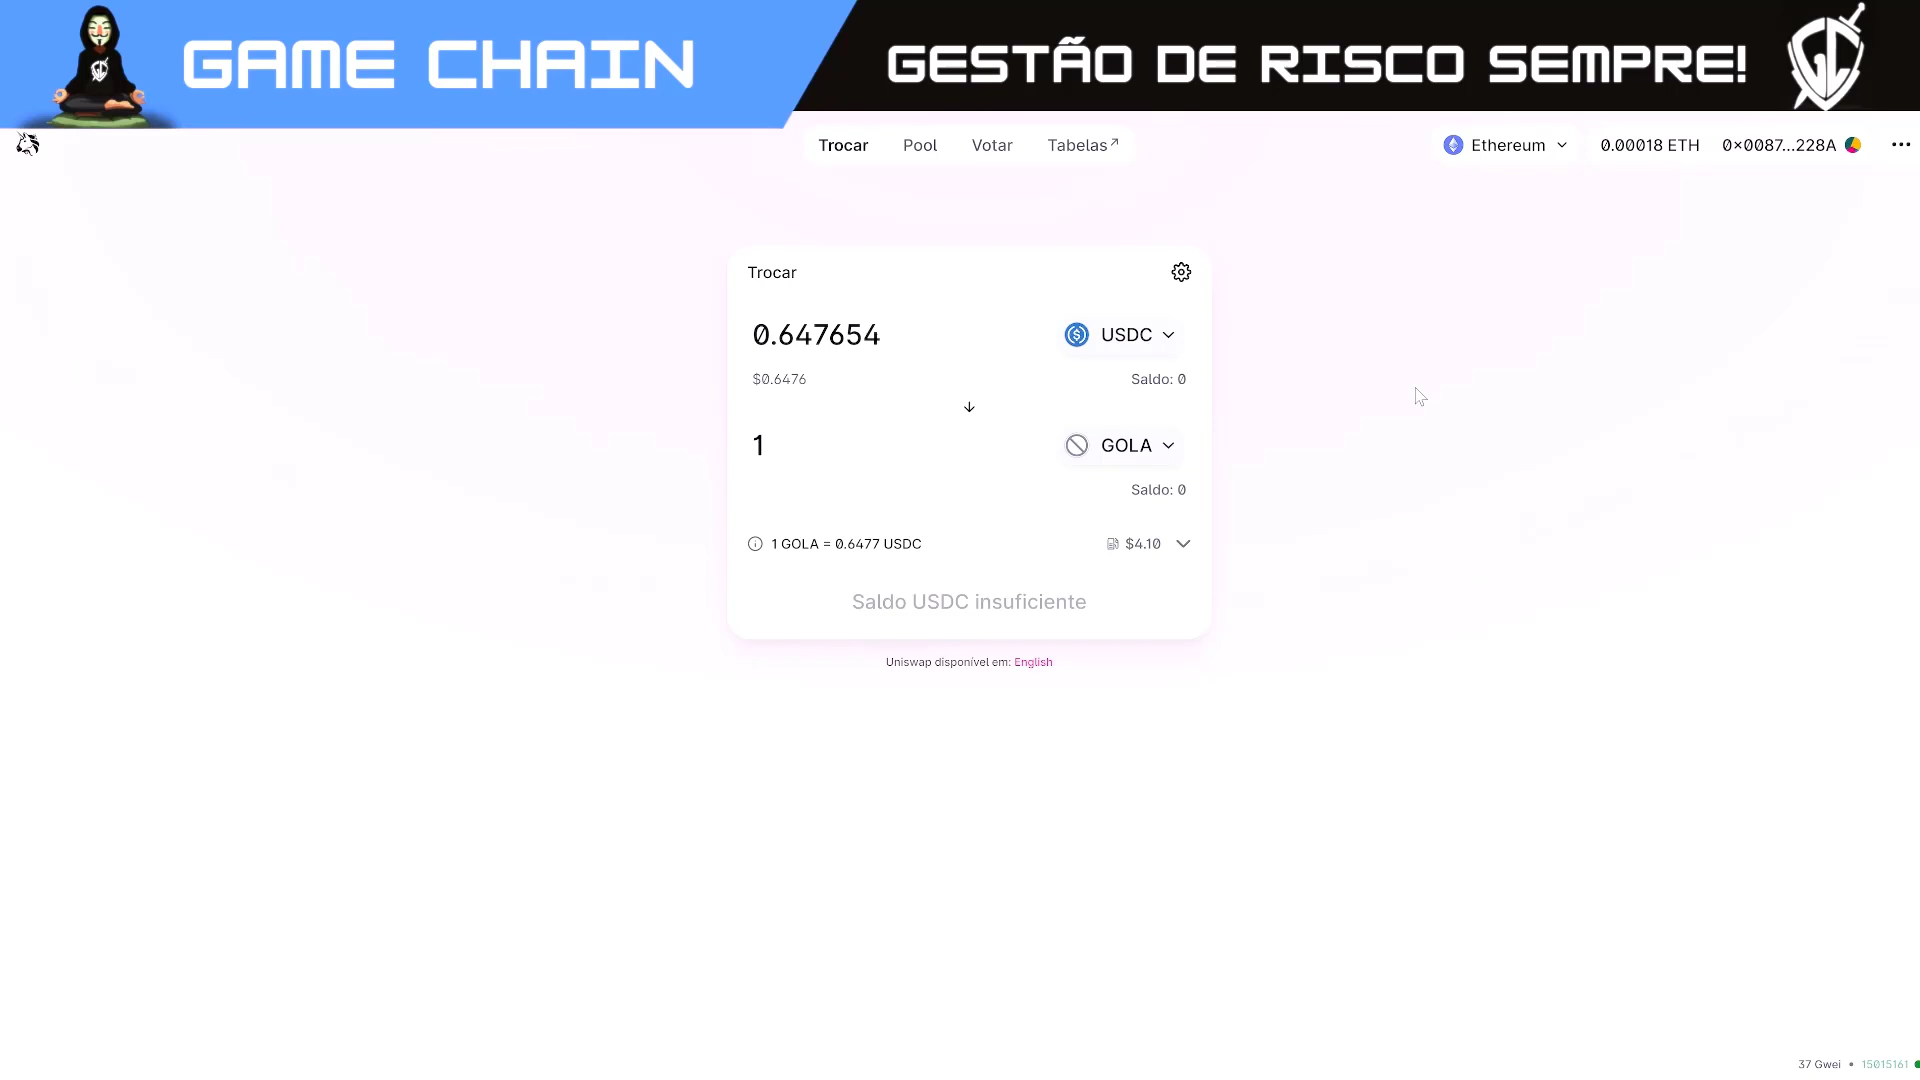 GAME CHAIN
GESTÃO DE RISCO SEMPRE!
Trocar Pool Votar Tabelas↗ Ethereum 0.00018 ETH 0x0087...228A
Trocar
0.647654 USDC
$0.6476 Saldo: 0
1 GOLA
Saldo: 0
1 GOLA = 0.6477 USDC $4.10
Saldo USDC insuficiente
Uniswap disponível em: English
37 Gwei • 15015161